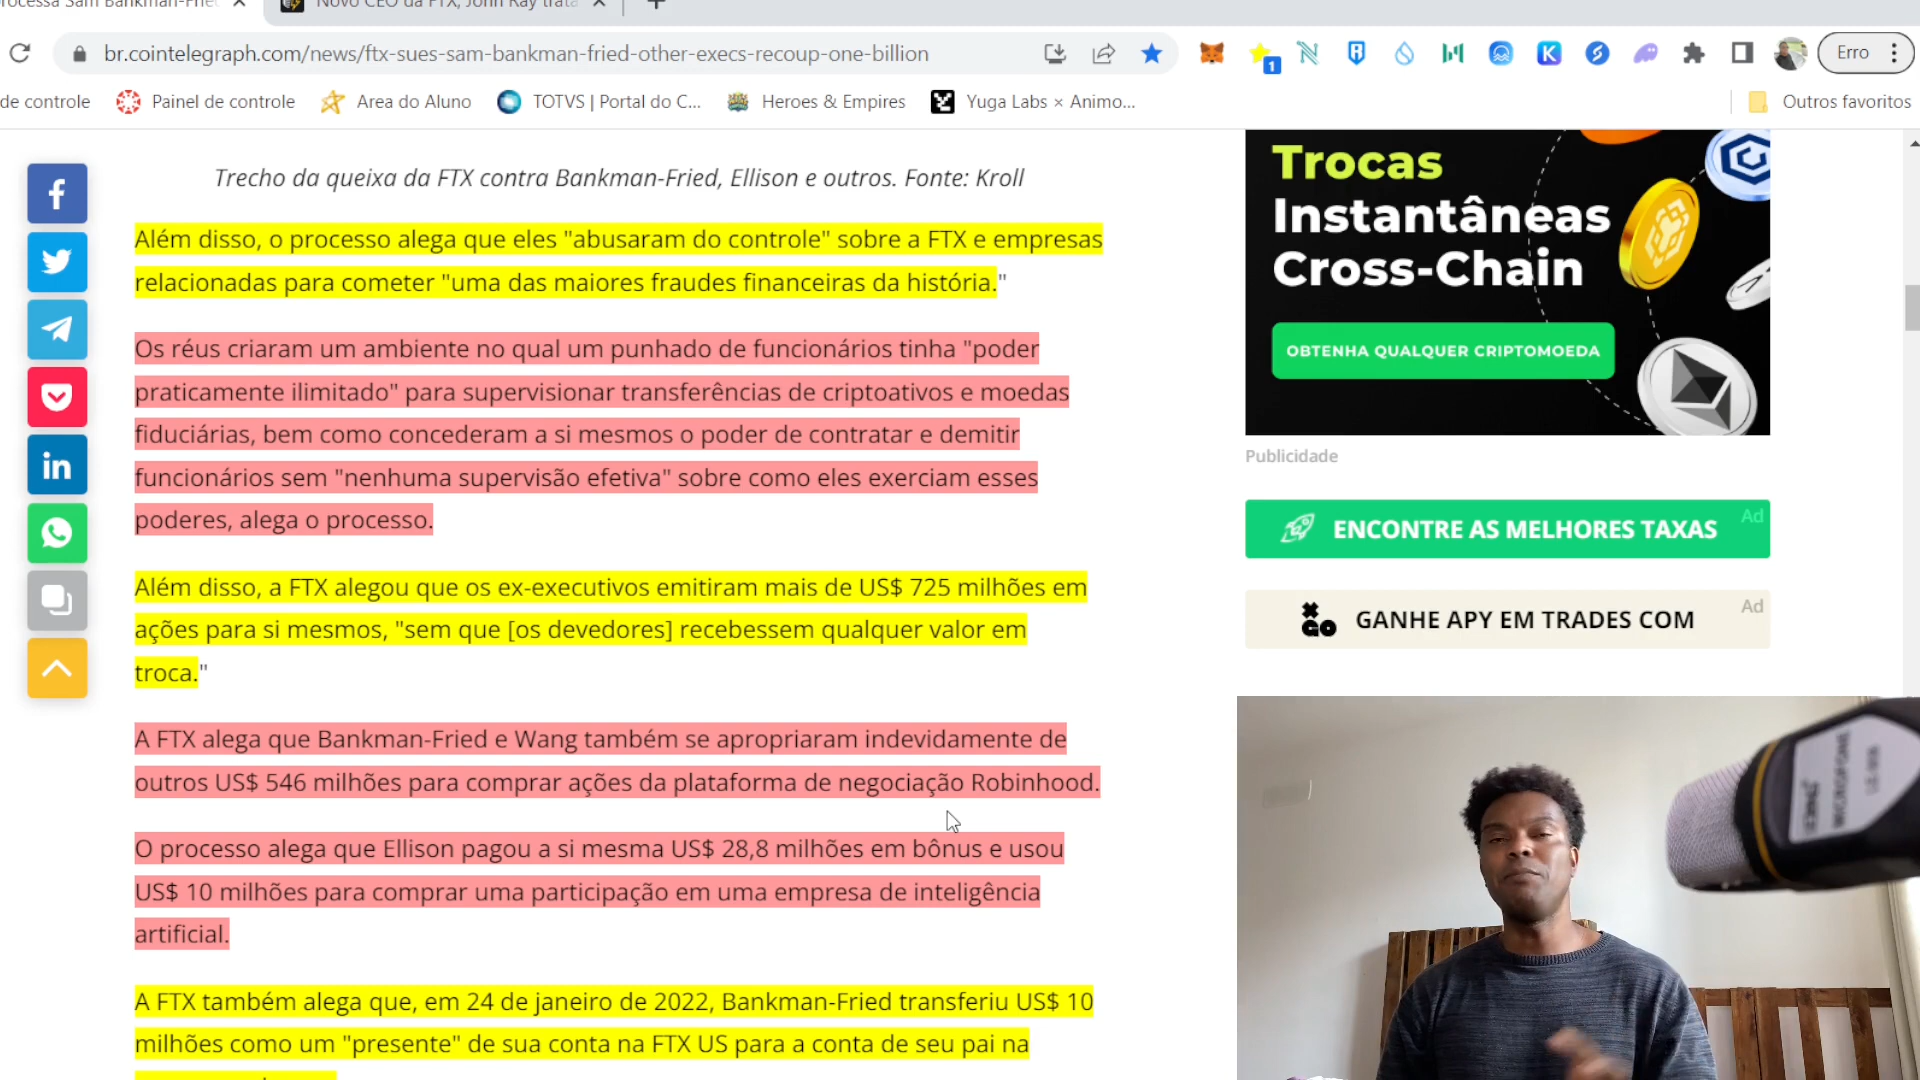 processa Sam Bankman-Fried
Novo CEO da FTX, John Ray trata
br.cointelegraph.com/news/ftx-sues-sam-bankman-fried-other-execs-recoup-one-billion
1
Erro
de controle
Painel de controle
Area do Aluno
TOTVS | Portal do C...
Heroes & Empires
Yuga Labs × Animo...
Outros favoritos
Trecho da queixa da FTX contra Bankman-Fried, Ellison e outros. Fonte: Kroll
Além disso, o processo alega que eles "abusaram do controle" sobre a FTX e empresas
relacionadas para cometer "uma das maiores fraudes financeiras da história."
Os réus criaram um ambiente no qual um punhado de funcionários tinha "poder
praticamente ilimitado" para supervisionar transferências de criptoativos e moedas
fiduciárias, bem como concederam a si mesmos o poder de contratar e demitir
funcionários sem "nenhuma supervisão efetiva" sobre como eles exerciam esses
poderes, alega o processo.
Além disso, a FTX alegou que os ex-executivos emitiram mais de US$ 725 milhões em
ações para si mesmos, "sem que [os devedores] recebessem qualquer valor em
troca."
A FTX alega que Bankman-Fried e Wang também se apropriaram indevidamente de
outros US$ 546 milhões para comprar ações da plataforma de negociação Robinhood.
O processo alega que Ellison pagou a si mesma US$ 28,8 milhões em bônus e usou
US$ 10 milhões para comprar uma participação em uma empresa de inteligência
artificial.
A FTX também alega que, em 24 de janeiro de 2022, Bankman-Fried transferiu US$ 10
milhões como um "presente" de sua conta na FTX US para a conta de seu pai na
Trocas
Instantâneas
Cross-Chain
OBTENHA QUALQUER CRIPTOMOEDA
Publicidade
ENCONTRE AS MELHORES TAXAS
Ad
GANHE APY EM TRADES COM
Ad